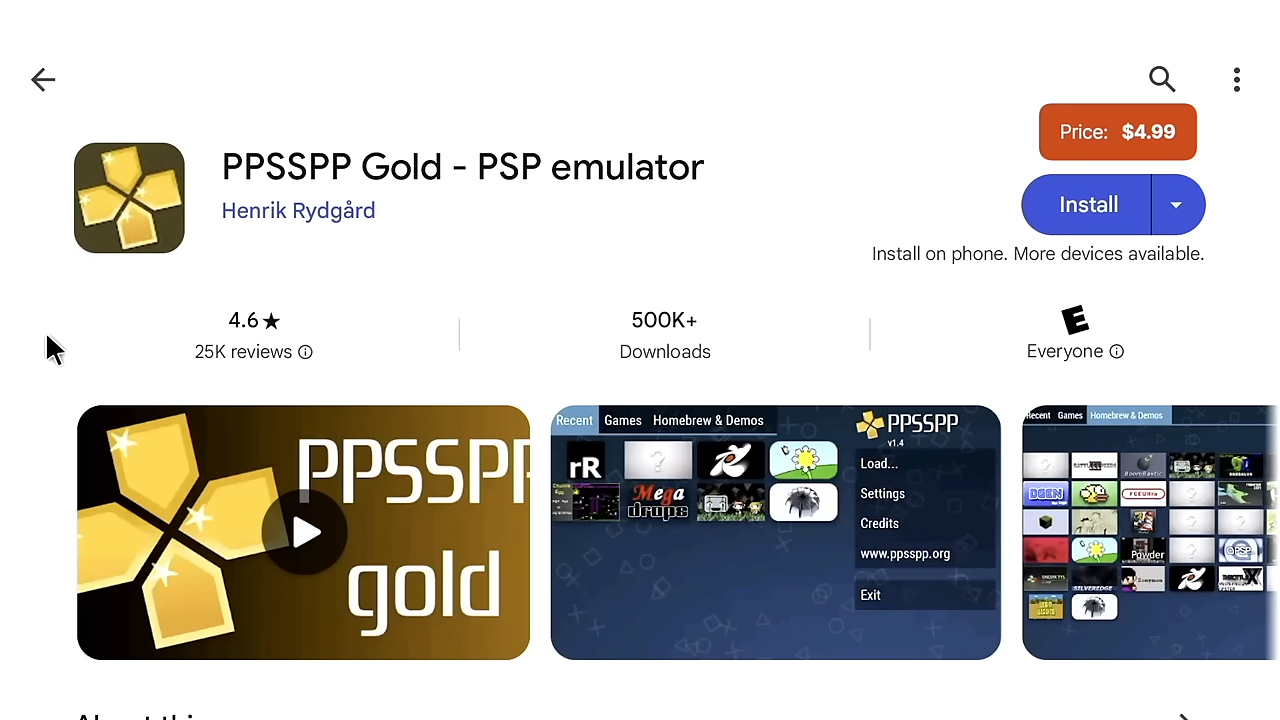 Price: $4.99
PPSSPP Gold - PSP emulator
Henrik Rydgård
Install
Install on phone. More devices available.
4.6★
25K reviews
500K+
Downloads
E
Everyone
PPSSPP
gold
Recent Games Homebrew & Demos
PPSSPP
v1.4
Load...
Settings
Credits
www.ppsspp.org
Exit
rR
Mega
drops
Recent Games Homebrew & Demos
BoomBastic
Powder
SILVEREDGE